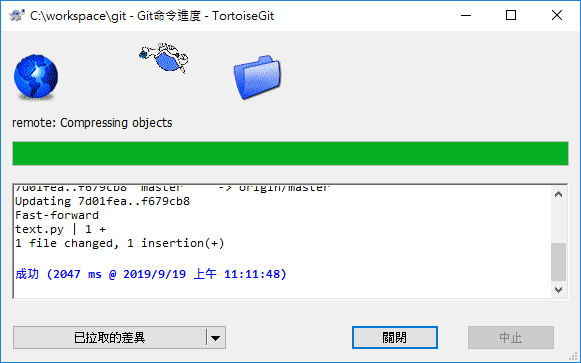 C:\workspace\git - Git命令進度 - TortoiseGit
remote: Compressing objects
7d01fea..f679cb8  master     -> origin/master
Updating 7d01fea..f679cb8
Fast-forward
text.py | 1 +
1 file changed, 1 insertion(+)
成功 (2047 ms @ 2019/9/19 上午 11:11:48)
已拉取的差異
關閉
中止